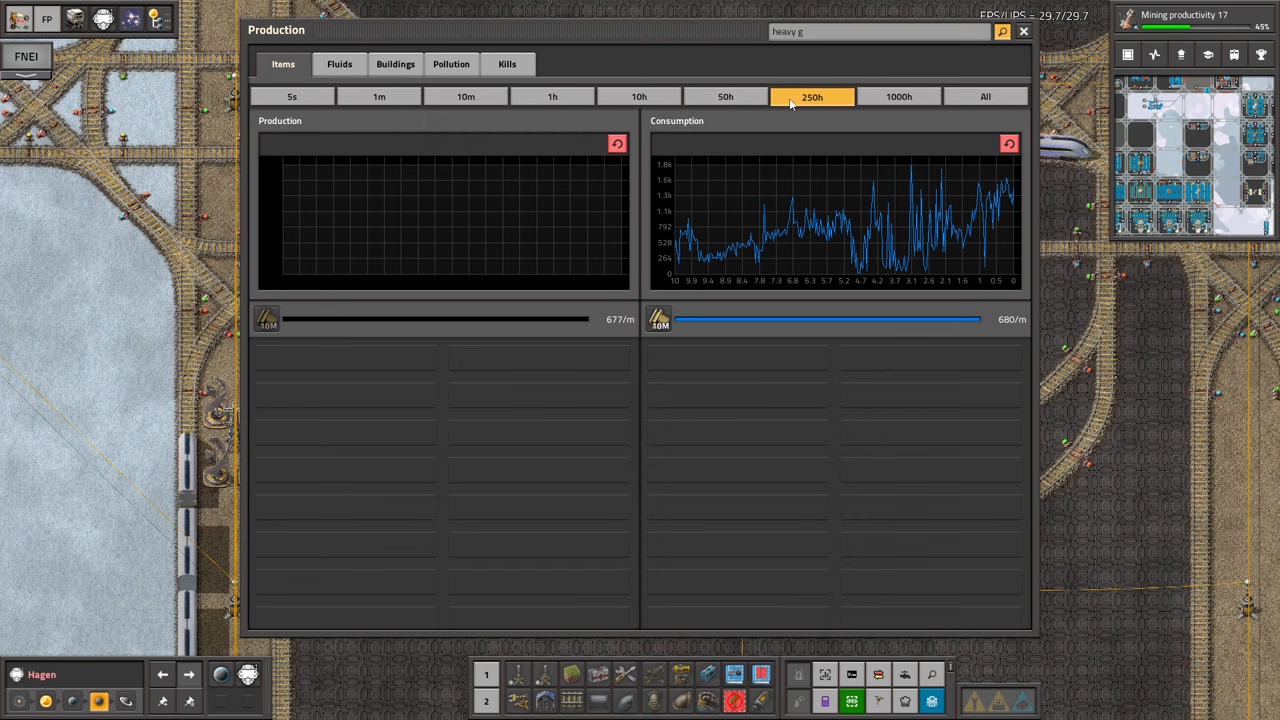 FP
Production
heavy g
FPS/UPS = 29.7/29.7
Mining productivity 17
45%
FNEI
Items
Fluids
Buildings
Pollution
Kills
5s
1m
10m
1h
10h
50h
250h
1000h
All
Production
Consumption
1.8k
1.6k
1.3k
1.1k
792
528
264
0
10 9.9 9.4 8.9 8.4 7.8 7.3 6.8 6.3 5.7 5.2 4.7 4.2 3.7 3.1 2.6 2.1 1.6 1 0.5 0
10M
677/m
10M
680/m
Hagen
2